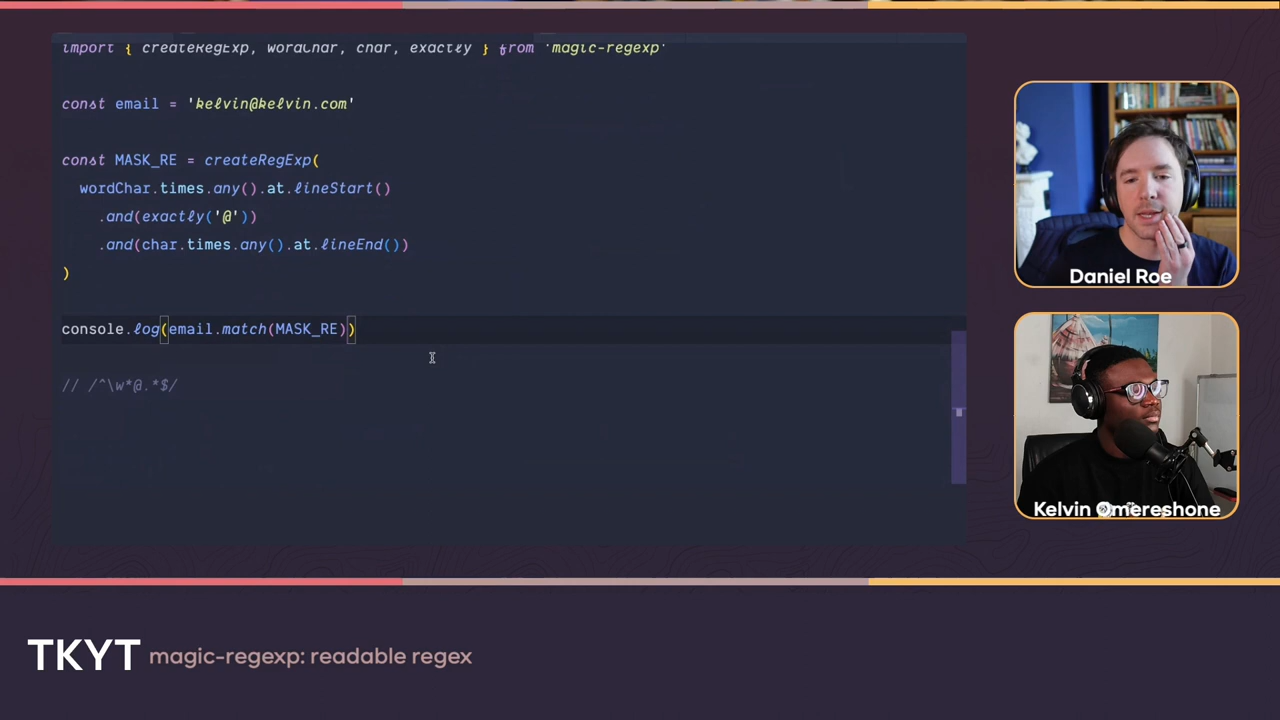 import { createRegExp, wordChar, char, exactly } from 'magic-regexp'
const email = 'kelvin@kelvin.com'
const MASK_RE = createRegExp(
wordChar.times.any().at.lineStart()
.and(exactly('@'))
.and(char.times.any().at.lineEnd())
)
console.log(email.match(MASK_RE))
// /^\w*@.*$/
Daniel Roe
Kelvin Omereshone
TKYT magic-regexp: readable regex